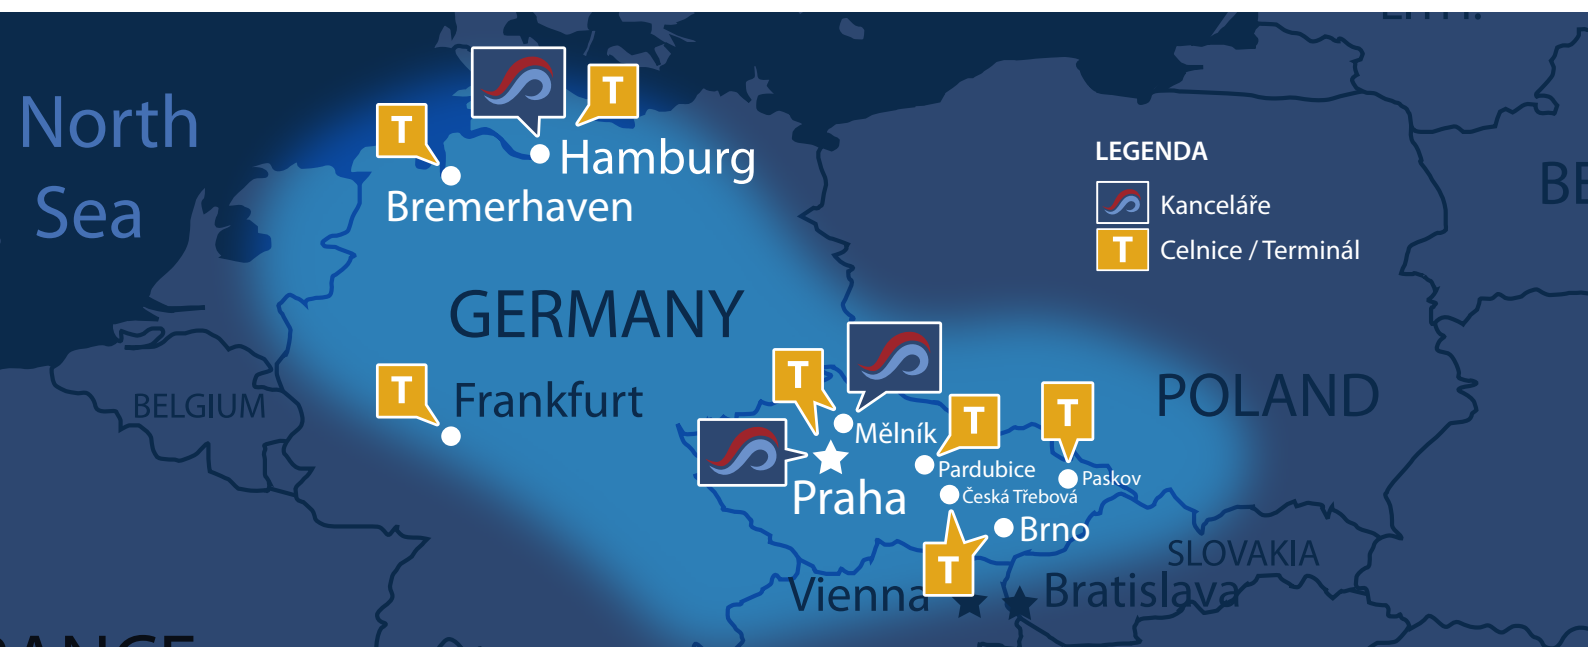 North
Sea
T
T
Hamburg
Bremerhaven
LEGENDA
Kanceláře
T
Celnice / Terminál
GERMANY
T
Frankfurt
BELGIUM
T
T
T
POLAND
Mělník
Pardubice
Paskov
Praha
Česká Třebová
Brno
T
SLOVAKIA
Vienna
Bratislava